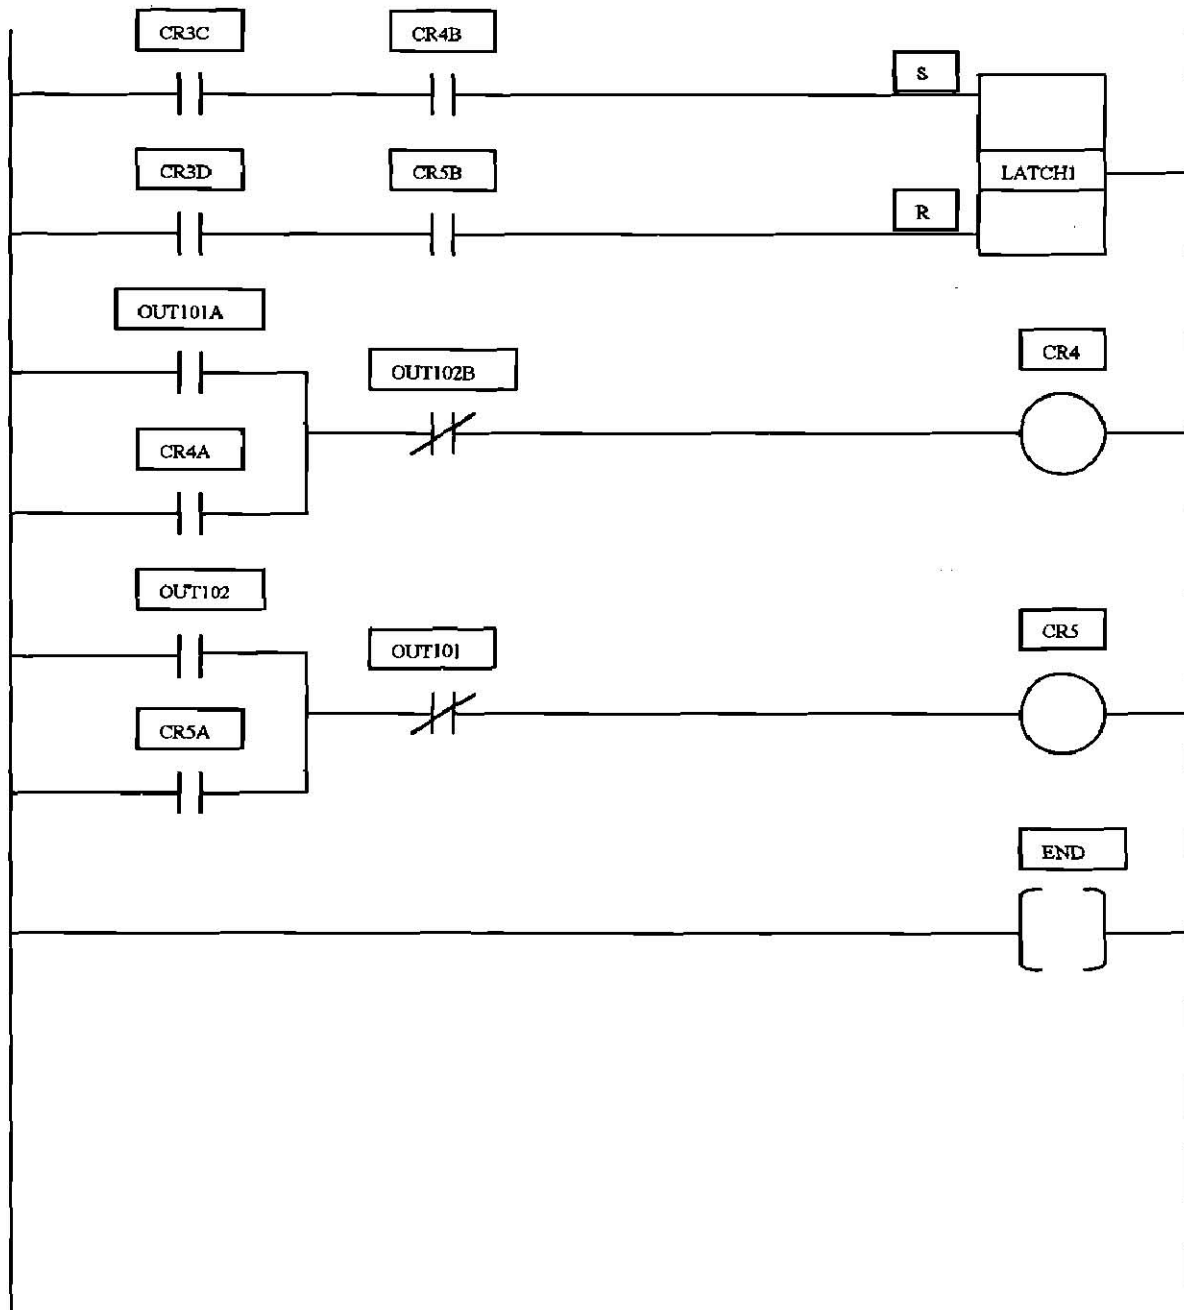 CR3C CR4B
S
CR3D CR5B
LATCH1
R
OUT101A
CR4
OUT102B
CR4A
OUT102
CR5
OUT101
CR5A
END